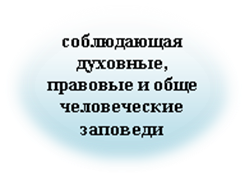 соблюдающая
духовные,
правовые и обще
человеческие
заповеди